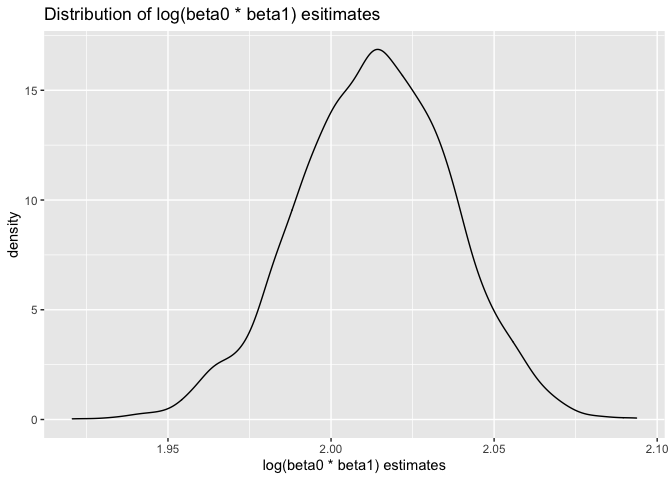 Distribution of log(beta0 * beta1) esitimates
15
10
5
0
density
1.95
2.00
2.05
2.10
log(beta0 * beta1) estimates